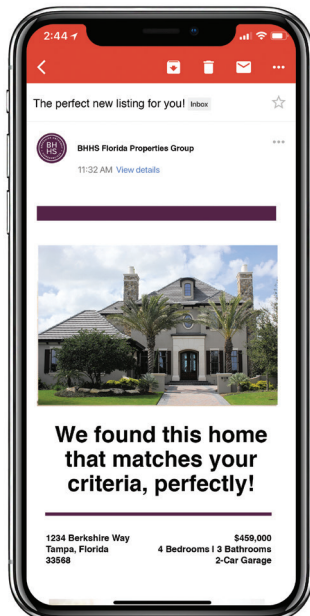 2:44
The perfect new listing for you! Inbox
BH
HS
BHHS Florida Properties Group
11:32 AM View details
We found this home
that matches your
criteria, perfectly!
1234 Berkshire Way
Tampa, Florida
33568
$459,000
4 Bedrooms I 3 Bathrooms
2-Car Garage